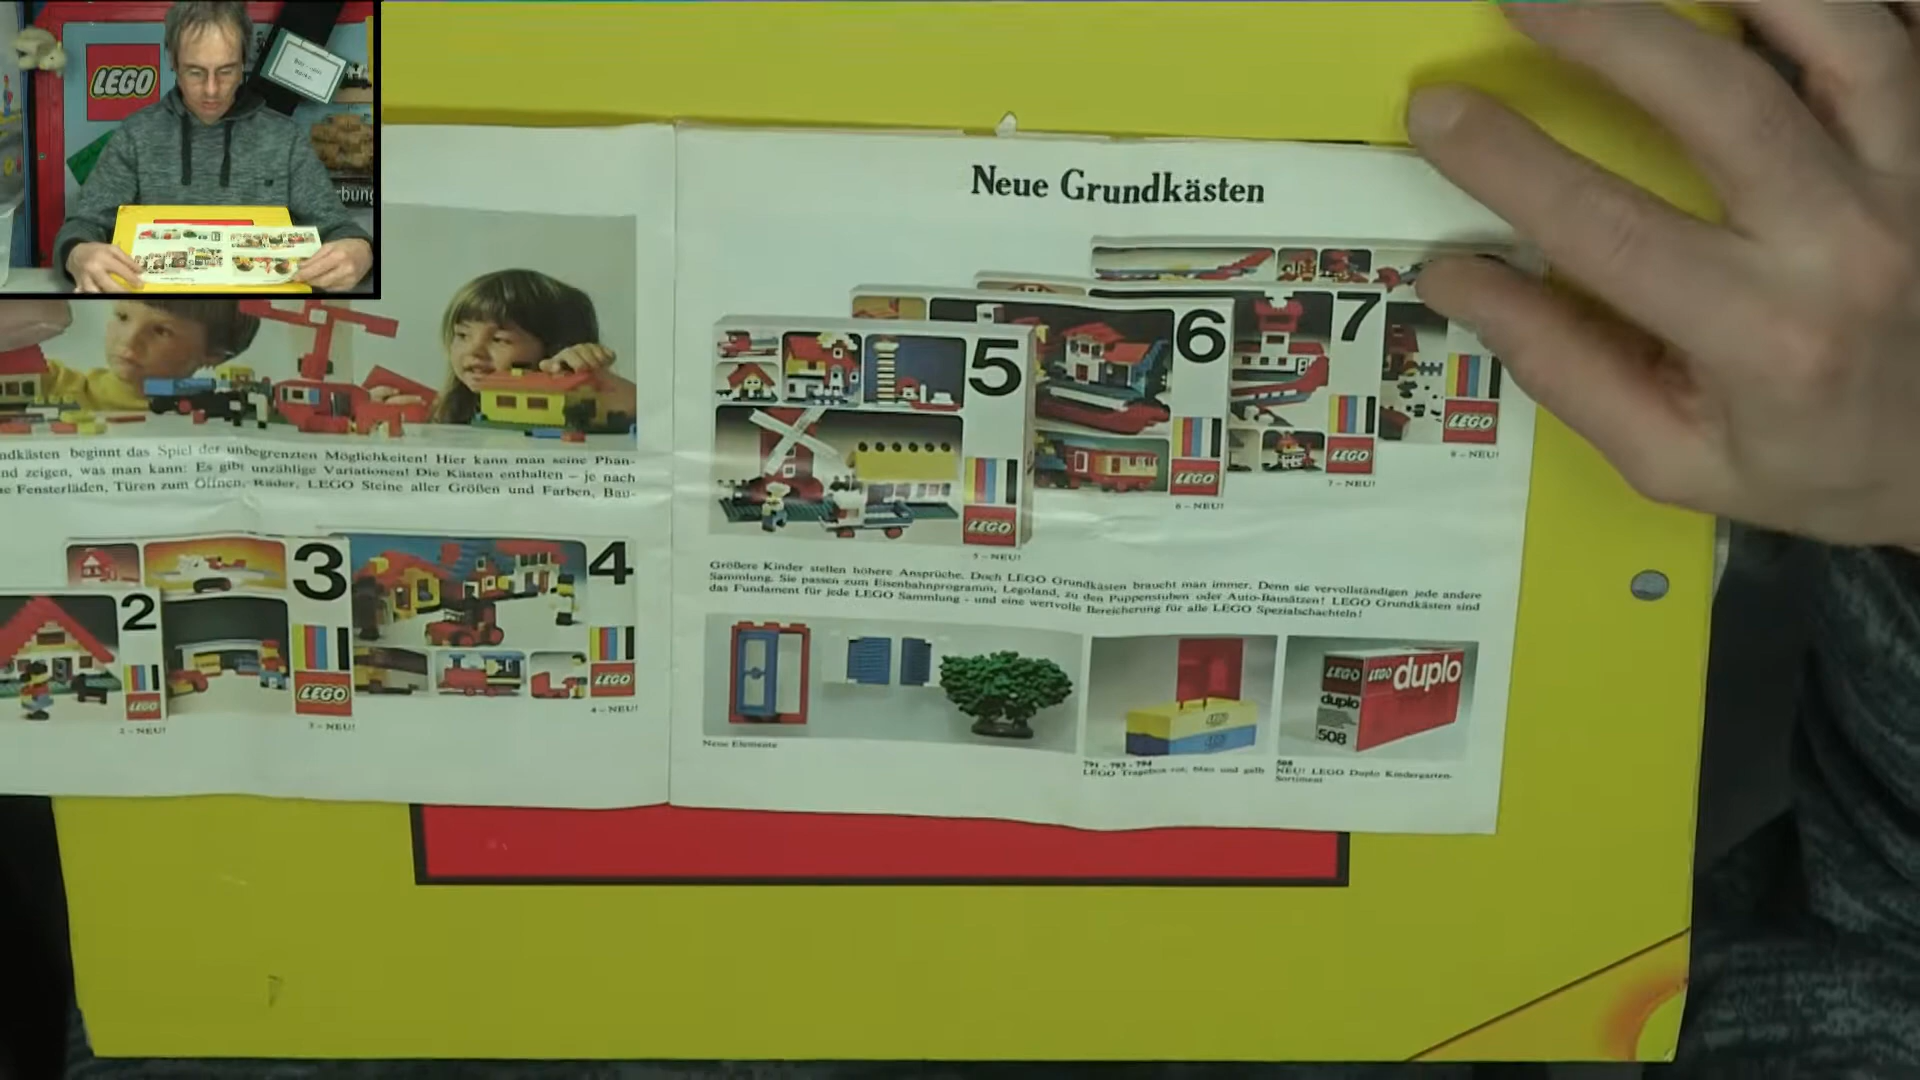 LEGO
bung
Neue Grundkästen
5
6
7
LEGO
LEGO
LEGO
LEGO
5 - NEU!
6 - NEU!
7 - NEU!
ndkästen beginnt das Spiel der unbegrenzten Möglichkeiten! Hier kann man seine Phan-
nd zeigen, was man kann: Es gibt unzählige Variationen! Die Kästen enthalten – je nach
e Fensterläden, Türen zum Öffnen, Räder, LEGO Steine aller Größen und Farben, Bau-
2
3
4
LEGO
LEGO
LEGO
2 - NEU!
3 - NEU!
4 - NEU!
Größere Kinder stellen höhere Ansprüche. Doch LEGO Grundkästen braucht man immer. Denn sie vervollständigen jede andere
Sammlung. Sie passen zum Eisenbahnprogramm, Legoland, zu den Puppenstuben oder Auto-Bausätzen! LEGO Grundkästen sind
das Fundament für jede LEGO Sammlung - und eine wertvolle Bereicherung für alle LEGO Spezialschachteln!
LEGO
LEGO
LEGO LEGO duplo
duplo
508
Neue Elemente
791 - 793 - 794
LEGO Tragebox rot, blau und gelb
508
NEU! LEGO Duplo Kindergarten-
Sortiment